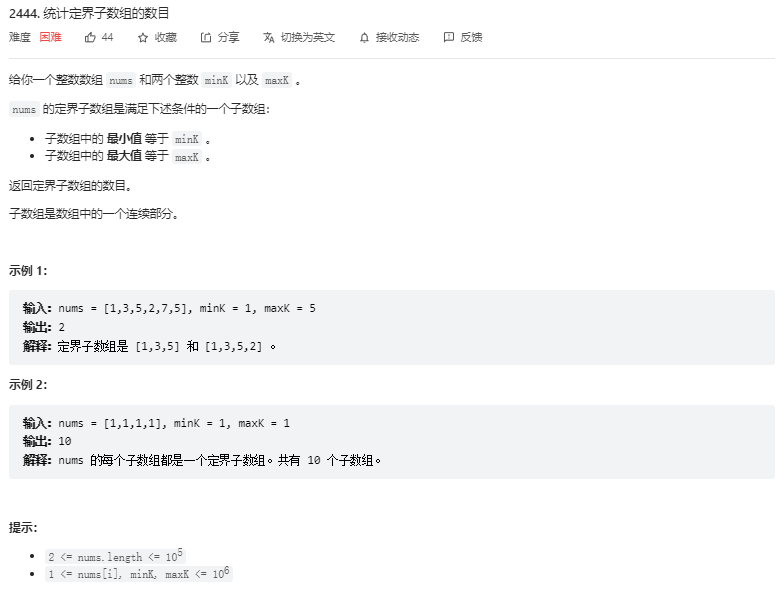 2444. 统计定界子数组的数目
难度 困难 44 收藏 分享 切换为英文 接收动态 反馈
给你一个整数数组 nums 和两个整数 minK 以及 maxK 。
nums 的定界子数组是满足下述条件的一个子数组:
• 子数组中的 最小值 等于 minK 。
• 子数组中的 最大值 等于 maxK 。
返回定界子数组的数目。
子数组是数组中的一个连续部分。
示例 1:
输入: nums = [1,3,5,2,7,5], minK = 1, maxK = 5
输出: 2
解释: 定界子数组是 [1,3,5] 和 [1,3,5,2] 。
示例 2:
输入: nums = [1,1,1,1], minK = 1, maxK = 1
输出: 10
解释: nums 的每个子数组都是一个定界子数组。共有 10 个子数组。
提示:
• 2 <= nums.length <= 10⁵
• 1 <= nums[i], minK, maxK <= 10⁶